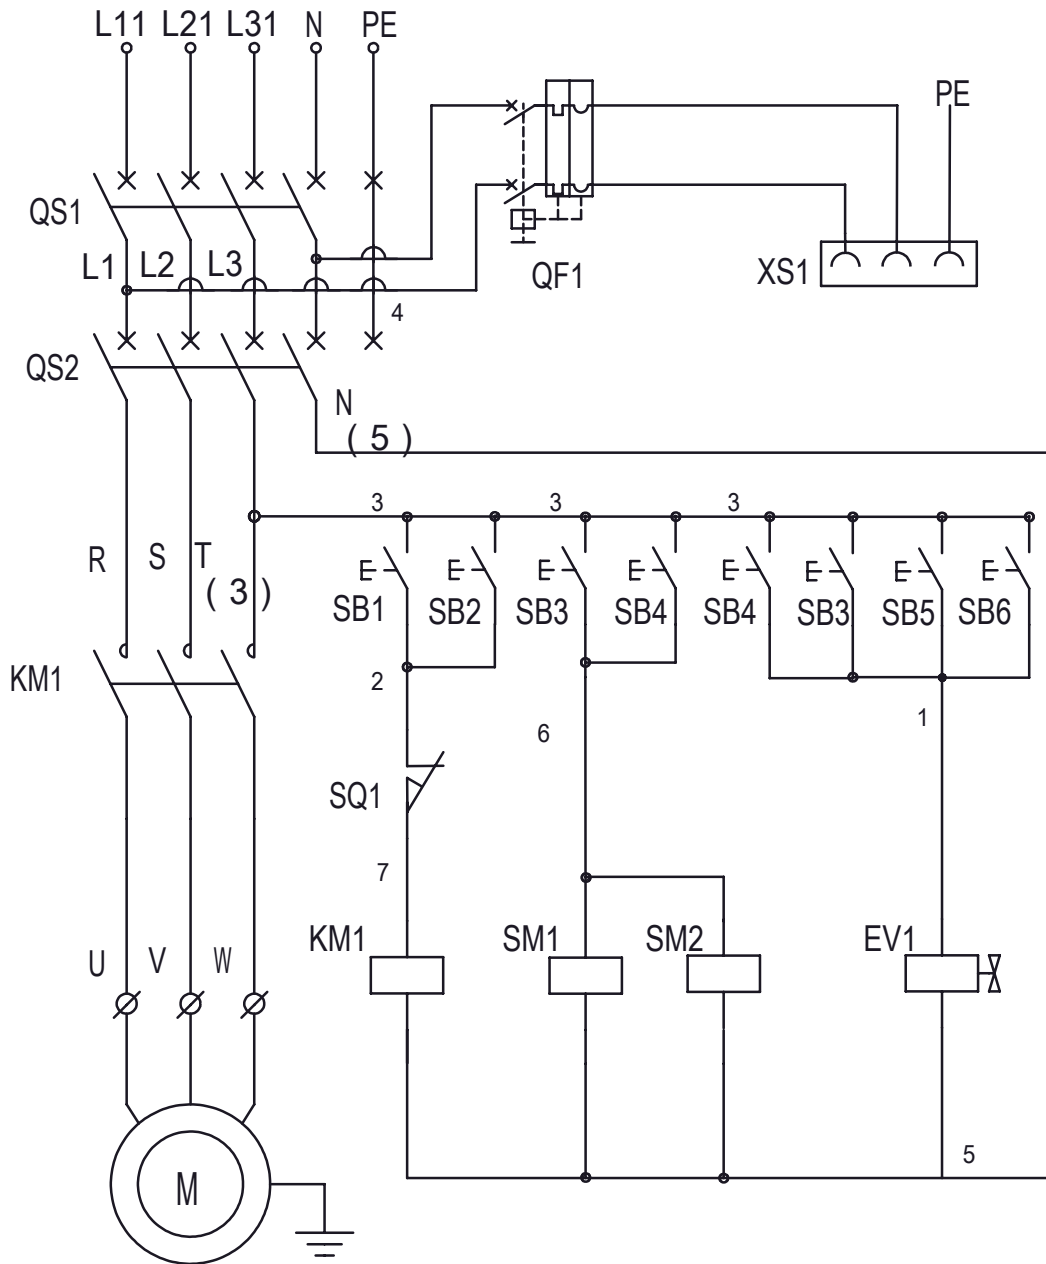 L11 L21 L31 N PE
PE
QS1
L1 L2 L3
QF1
XS1
4
QS2
N
( 5 )
3 3 3
R S T
( 3 )
SB1 SB2 SB3 SB4 SB4 SB3 SB5 SB6
KM1
2
6
1
SQ1
7
KM1 SM1 SM2 EV1
U V W
5
M